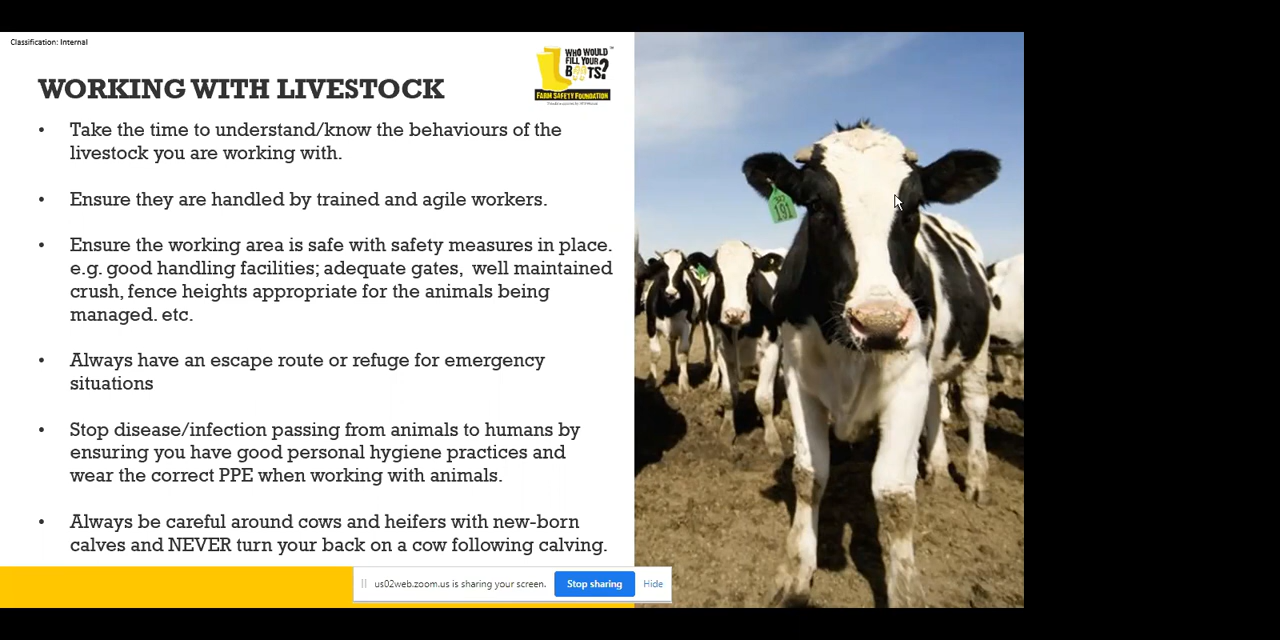 Classification: Internal
WHO WOULD
FILL YOUR
BOOTS?
FARM SAFETY FOUNDATION
WORKING WITH LIVESTOCK
• Take the time to understand/know the behaviours of the
livestock you are working with.
• Ensure they are handled by trained and agile workers.
• Ensure the working area is safe with safety measures in place.
e.g. good handling facilities; adequate gates, well maintained
crush, fence heights appropriate for the animals being
managed. etc.
• Always have an escape route or refuge for emergency
situations
• Stop disease/infection passing from animals to humans by
ensuring you have good personal hygiene practices and
wear the correct PPE when working with animals.
• Always be careful around cows and heifers with new-born
calves and NEVER turn your back on a cow following calving.
191
us02web.zoom.us is sharing your screen.
Stop sharing
Hide